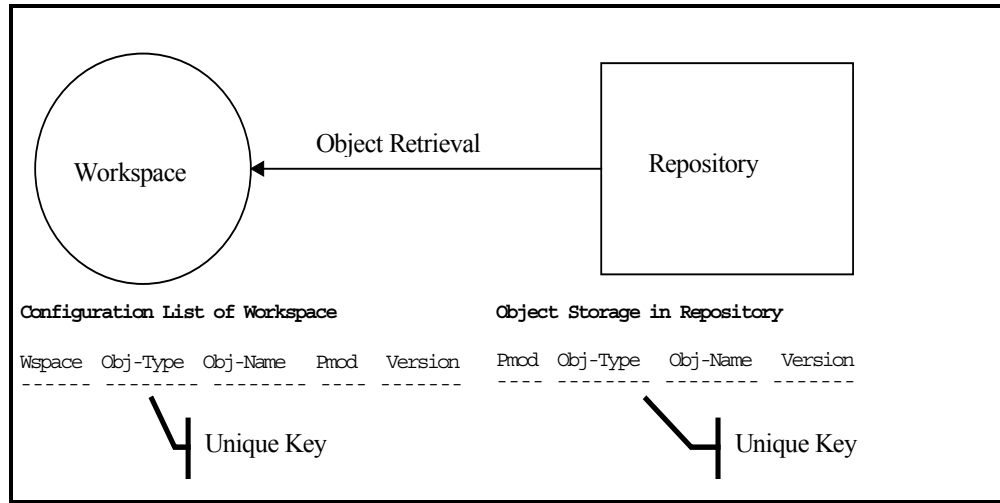 Object Retrieval
Workspace
Repository
Configuration List of Workspace
Wspace Obj-Type Obj-Name Pmod Version
------ -------- -------- ---- -------
Unique Key
Object Storage in Repository
Pmod Obj-Type Obj-Name Version
---- -------- -------- -------
Unique Key